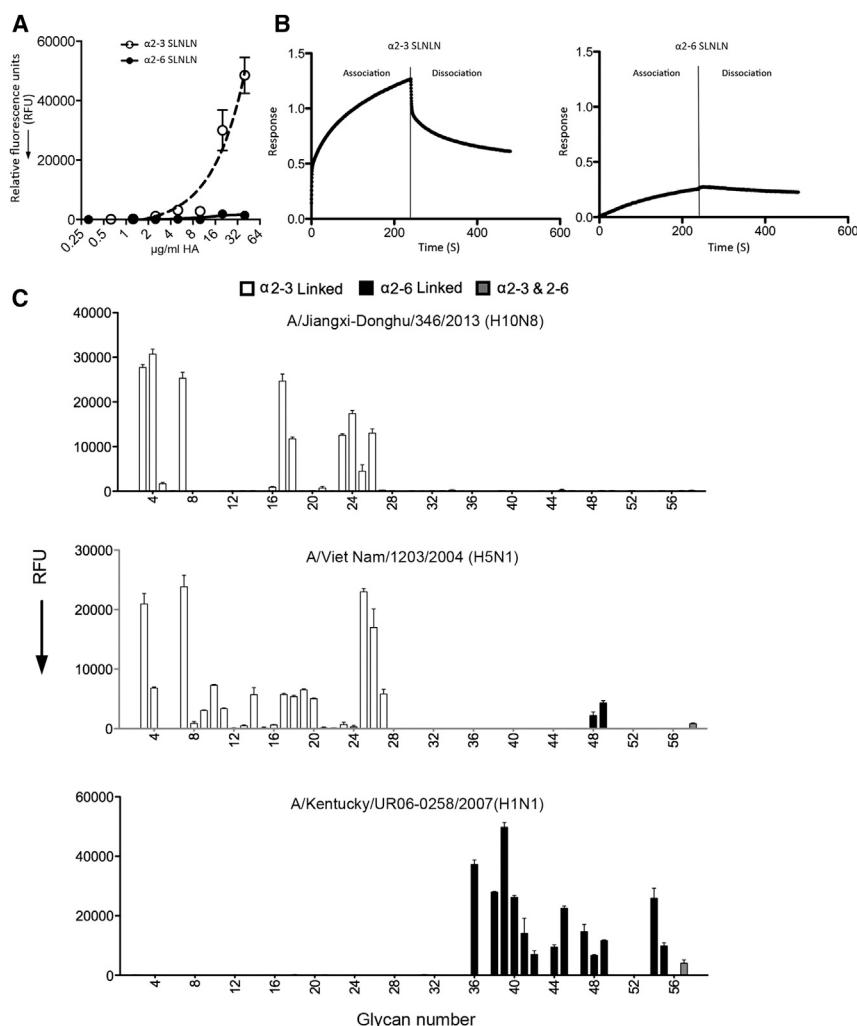 A
Relative fluorescence units
(RFU)
α2-3 SLNLN
α2-6 SLNLN
60000
40000
20000
0
0.25
0.5
1
2
4
8
16
32
64
µg/ml HA
B
α2-3 SLNLN
Association
Dissociation
Response
1.5
1.0
0.5
0.0
0
200
400
600
Time (S)
α2-6 SLNLN
Association
Dissociation
Response
1.5
1.0
0.5
0.0
0
200
400
600
Time (S)
C
α2-3 Linked α2-6 Linked α2-3 & 2-6
A/Jiangxi-Donghu/346/2013 (H10N8)
40000
30000
20000
10000
0
4 8 12 16 20 24 28 32 36 40 44 48 52 56
RFU
A/Viet Nam/1203/2004 (H5N1)
30000
20000
10000
0
4 8 12 16 20 24 28 32 36 40 44 48 52 56
A/Kentucky/UR06-0258/2007(H1N1)
60000
40000
20000
0
4 8 12 16 20 24 28 32 36 40 44 48 52 56
Glycan number